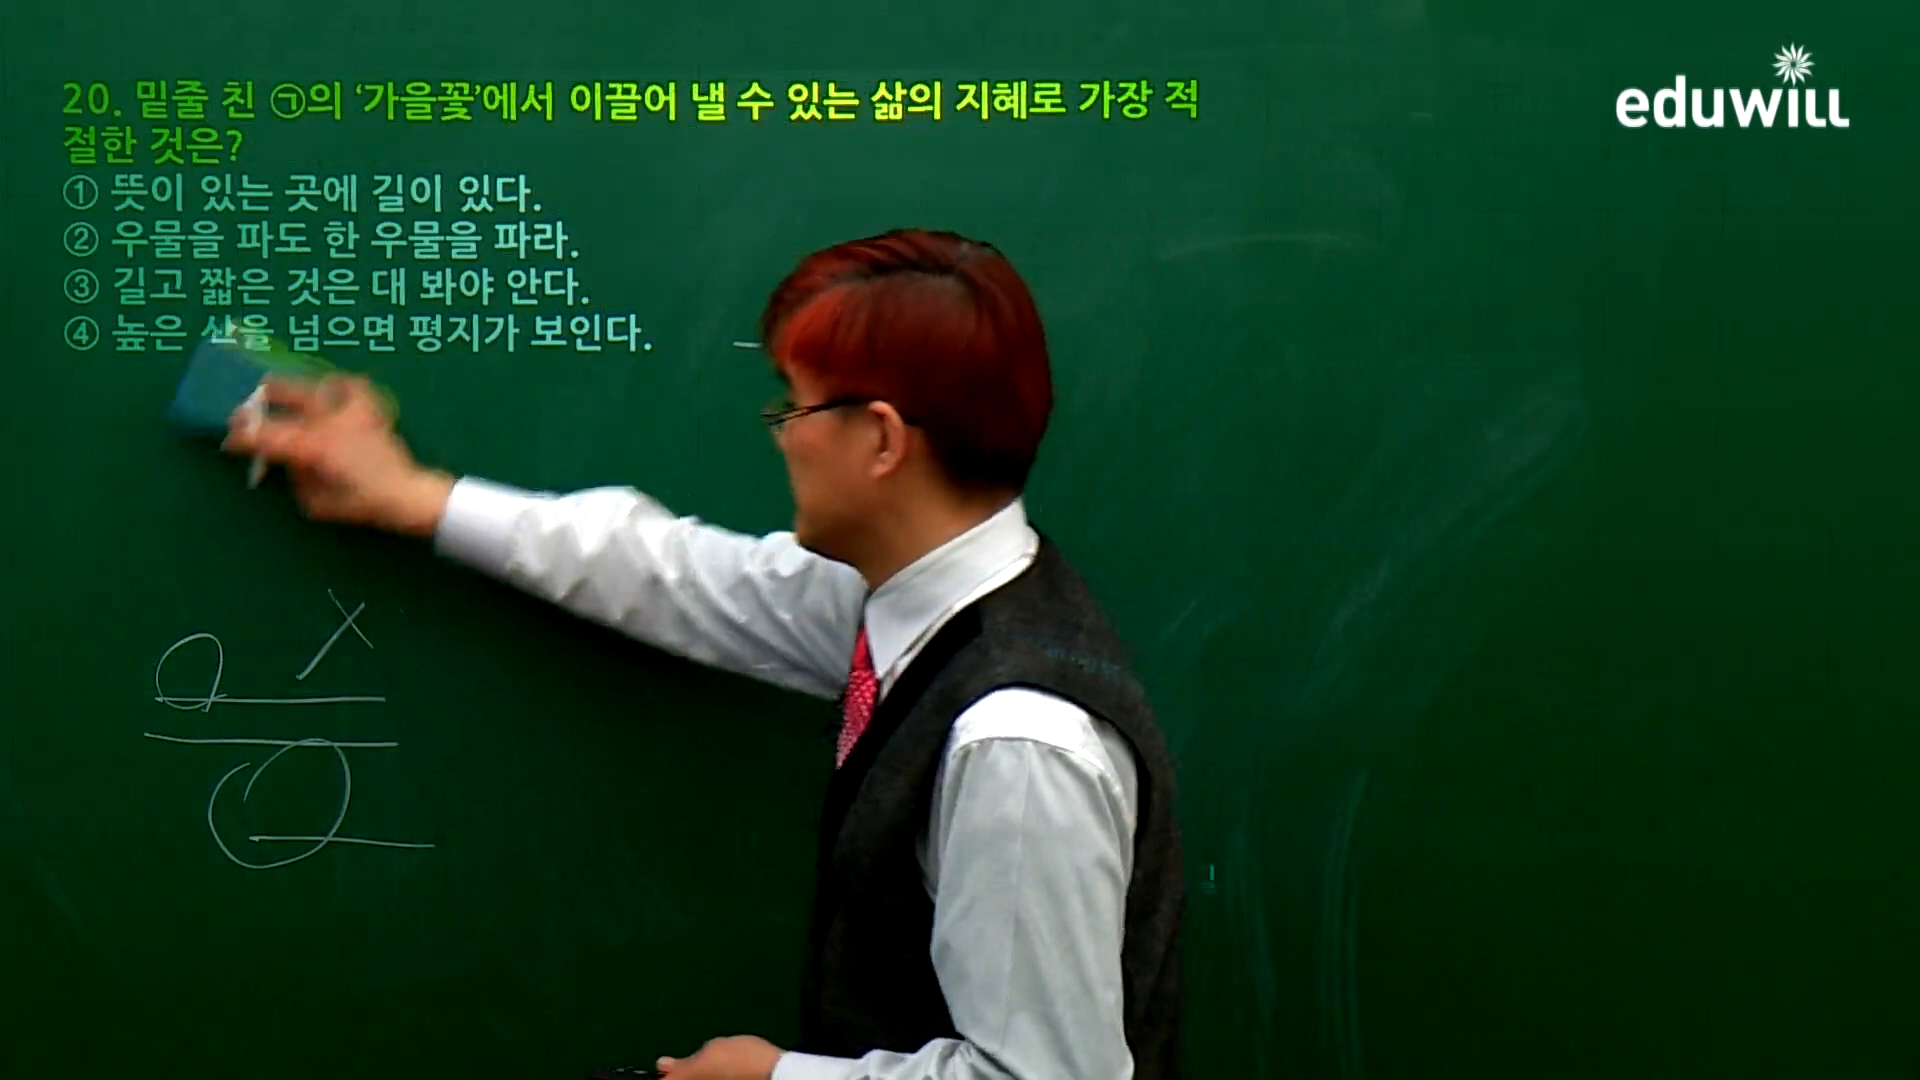 eduwill
20. 밑줄 친 ㉠의 ‘가을꽃’에서 이끌어 낼 수 있는 삶의 지혜로 가장 적
절한 것은?
① 뜻이 있는 곳에 길이 있다.
② 우물을 파도 한 우물을 파라.
③ 길고 짧은 것은 대 봐야 안다.
④ 높은 산을 넘으면 평지가 보인다.